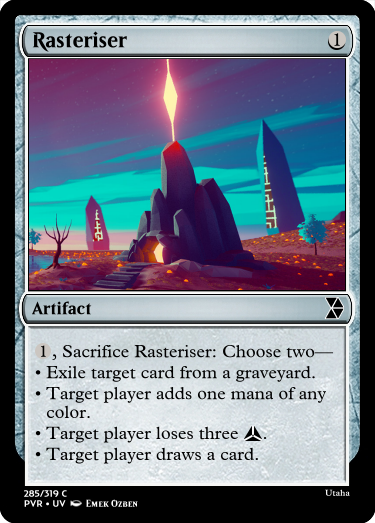 Rasteriser 1
Artifact
1, Sacrifice Rasteriser: Choose two—
• Exile target card from a graveyard.
• Target player adds one mana of any
color.
• Target player loses three .
• Target player draws a card.
285/319 C
PVR • UV Emek Ozben
Utaha